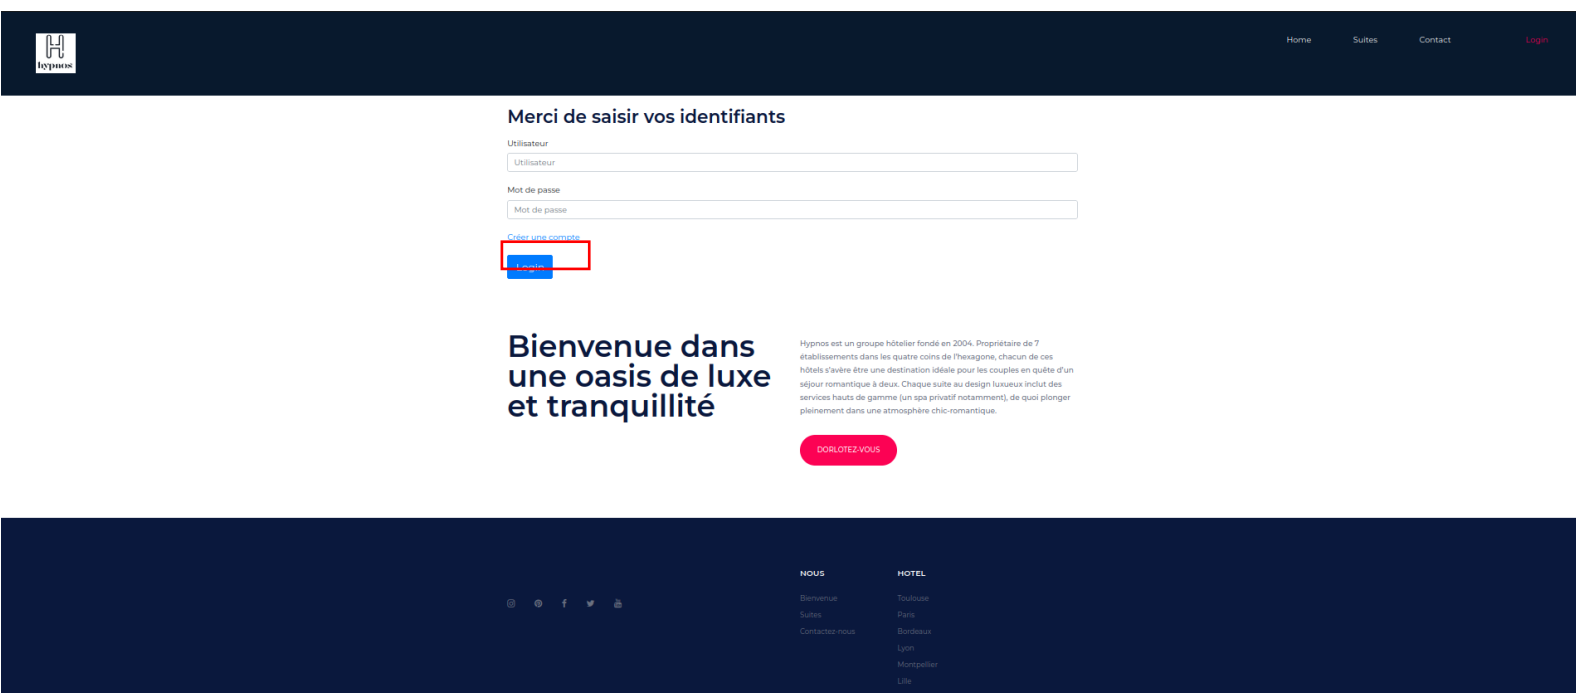 H
hypnos
Home Suites Contact Login
Merci de saisir vos identifiants
Utilisateur
Utilisateur
Mot de passe
Mot de passe
Créer une compte
Login
Bienvenue dans
une oasis de luxe
et tranquillité
Hypnos est un groupe hôtelier fondé en 2004. Propriétaire de 7
établissements dans les quatre coins de l'hexagone, chacun de ces
hôtels s'avère être une destination idéale pour les couples en quête d'un
séjour romantique à deux. Chaque suite au design luxueux inclut des
services hauts de gamme (un spa privatif notamment), de quoi plonger
pleinement dans une atmosphère chic-romantique.
DORLOTEZ-VOUS
NOUS
Bienvenue
Suites
Contactez-nous
HOTEL
Toulouse
Paris
Bordeaux
Lyon
Montpellier
Lille